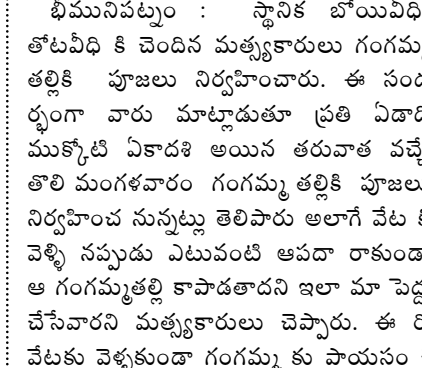 భీమునిపట్నం : స్థానిక బోయివీధి
తోటవీధి కి చెందిన మత్స్యకారులు గంగమ్మ
తల్లికి పూజలు నిర్వహించారు. ఈ సంద
ర్భంగా వారు మాట్లాడుతూ ప్రతి ఏడాది
ముక్కోటి ఏకాదశి అయిన తరువాత వచ్చే
తొలి మంగళవారం గంగమ్మ తల్లికి పూజలు
నిర్వహించ నున్నట్లు తెలిపారు అలాగే వేట
వెళ్ళి నప్పుడు ఎటువంటి ఆపదా రాకుండా
ఆ గంగమ్మతల్లి కాపాడతాదని ఇలా మా పెద్ద
చేసేవారని మత్స్యకారులు చెప్పారు. ఈ
వేటకు వెళ్ళకుండా గంగమ్మ కు పాయసం